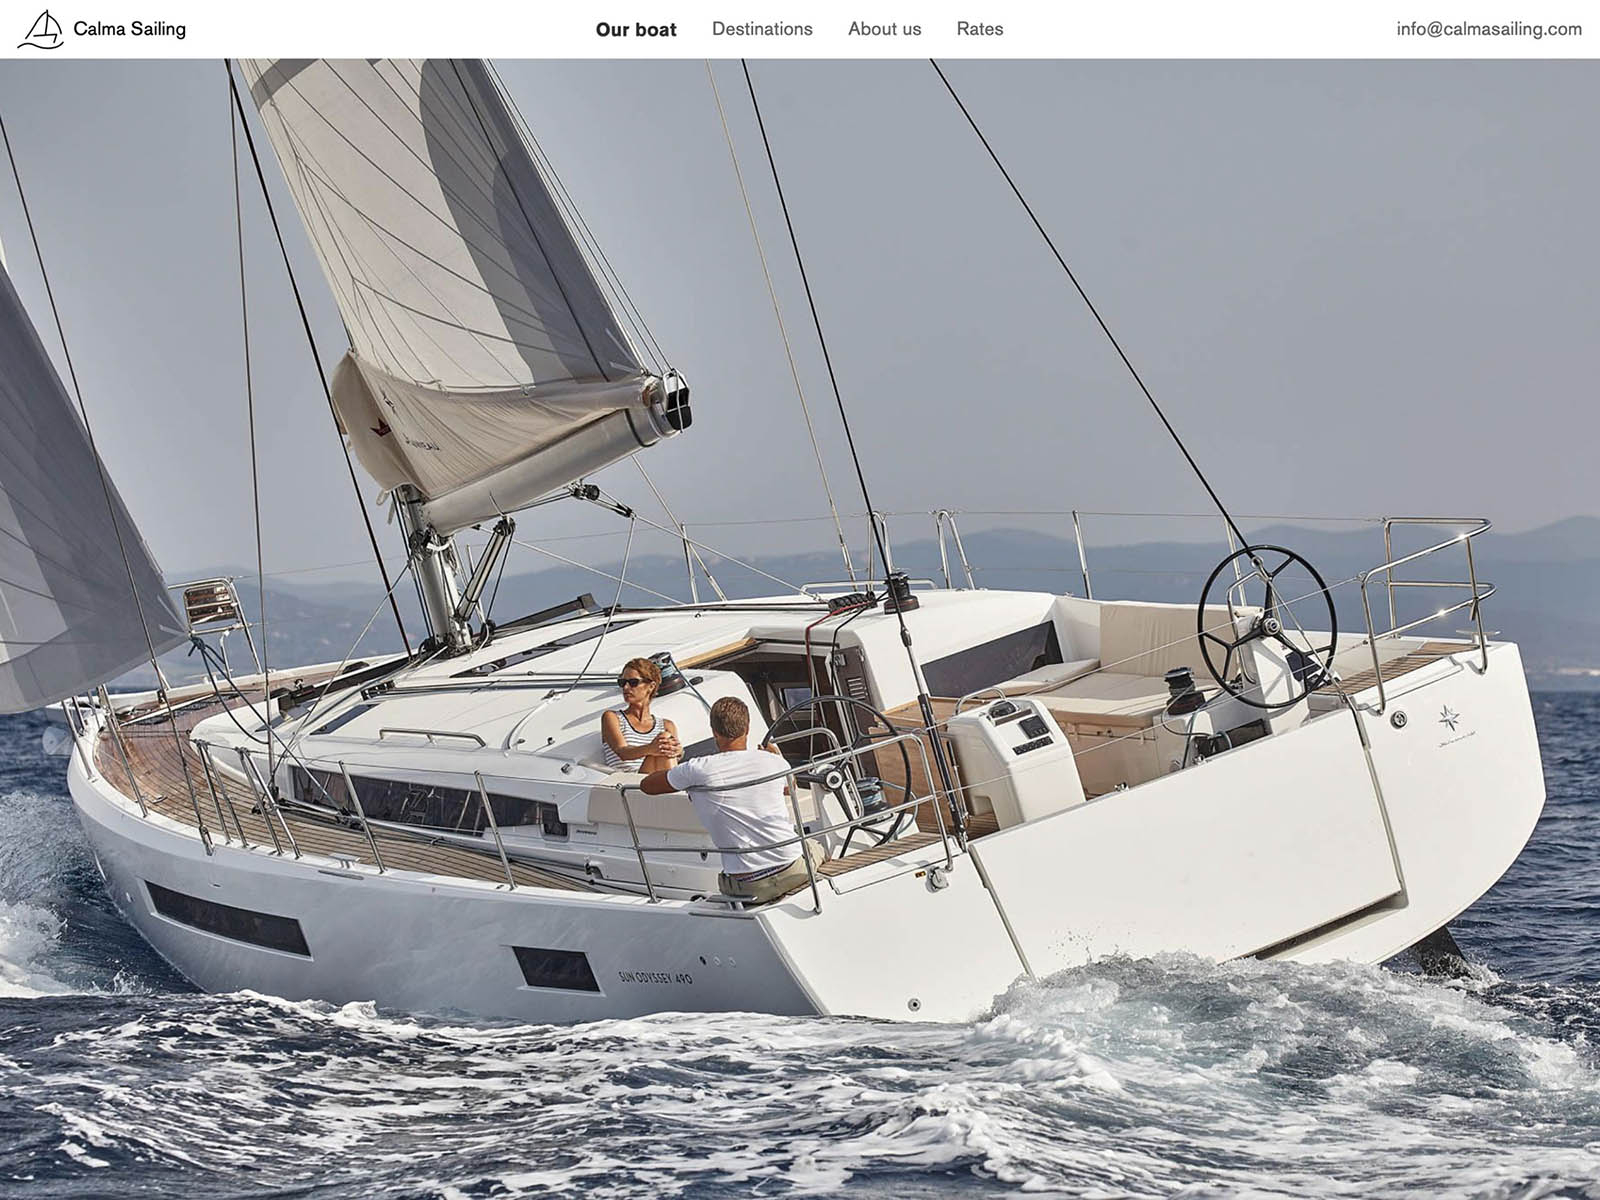 Calma Sailing
Our boat
Destinations
About us
Rates
info@calmasailing.com
SUN ODYSSEY 490